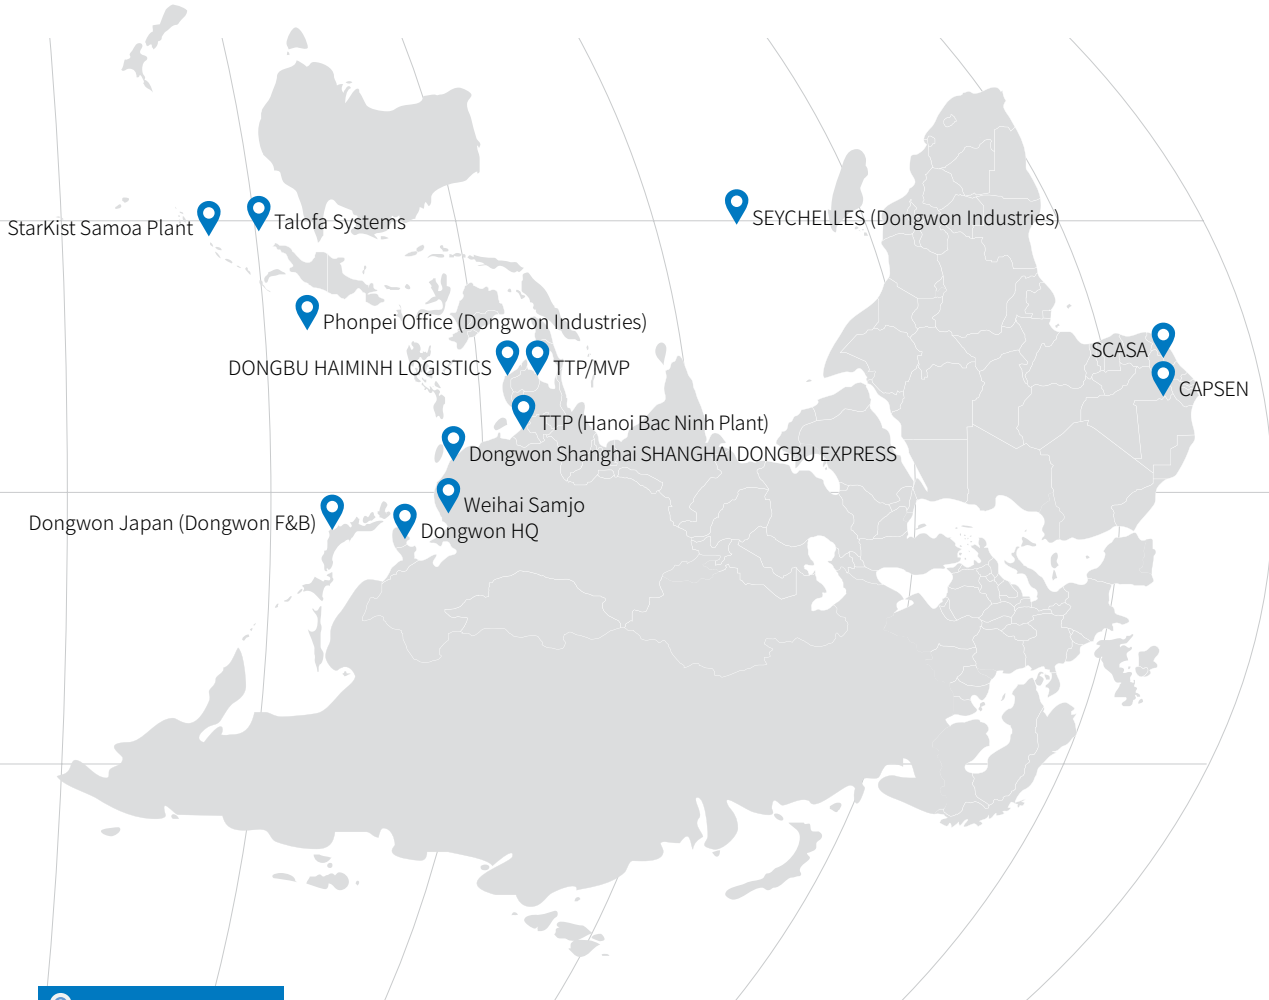 SEYCHELLES (Dongwon Industries)
Talofa Systems
StarKist Samoa Plant
Phonpei Office (Dongwon Industries)
SCASA
DONGBU HAIMINH LOGISTICS
TTP/MVP
CAPSEN
TTP (Hanoi Bac Ninh Plant)
Dongwon Shanghai SHANGHAI DONGBU EXPRESS
Weihai Samjo
Dongwon Japan (Dongwon F&B)
Dongwon HQ